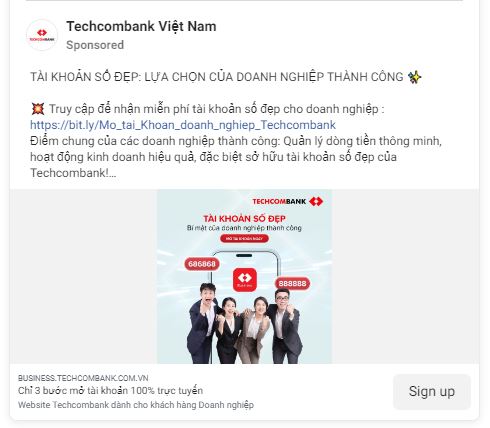 Techcombank Việt Nam
TECHCOMBANK
Sponsored
TÀI KHOẢN SỐ ĐẸP: LỰA CHỌN CỦA DOANH NGHIỆP THÀNH CÔNG ✨
💥 Truy cập để nhận miễn phí tài khoản số đẹp cho doanh nghiệp :
https://bit.ly/Mo_tai_Khoan_doanh_nghiep_Techcombank
Điểm chung của các doanh nghiệp thành công: Quản lý dòng tiền thông minh,
hoạt động kinh doanh hiệu quả, đặc biệt sở hữu tài khoản số đẹp của
Techcombank!...
TECHCOMBANK
TÀI KHOẢN SỐ ĐẸP
Bí mật của doanh nghiệp thành công
MỞ TÀI KHOẢN NGAY
686868
888888
BUSINESS.TECHCOMBANK.COM.VN
Chỉ 3 bước mở tài khoản 100% trực tuyến
Website Techcombank dành cho khách hàng Doanh nghiệp
Sign up